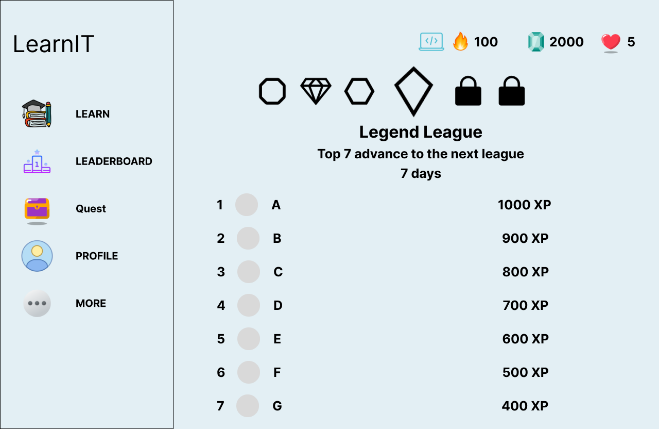 LearnIT
100 2000 5
LEARN
LEADERBOARD
Quest
PROFILE
MORE
Legend League
Top 7 advance to the next league
7 days
1 A 1000 XP
2 B 900 XP
3 C 800 XP
4 D 700 XP
5 E 600 XP
6 F 500 XP
7 G 400 XP